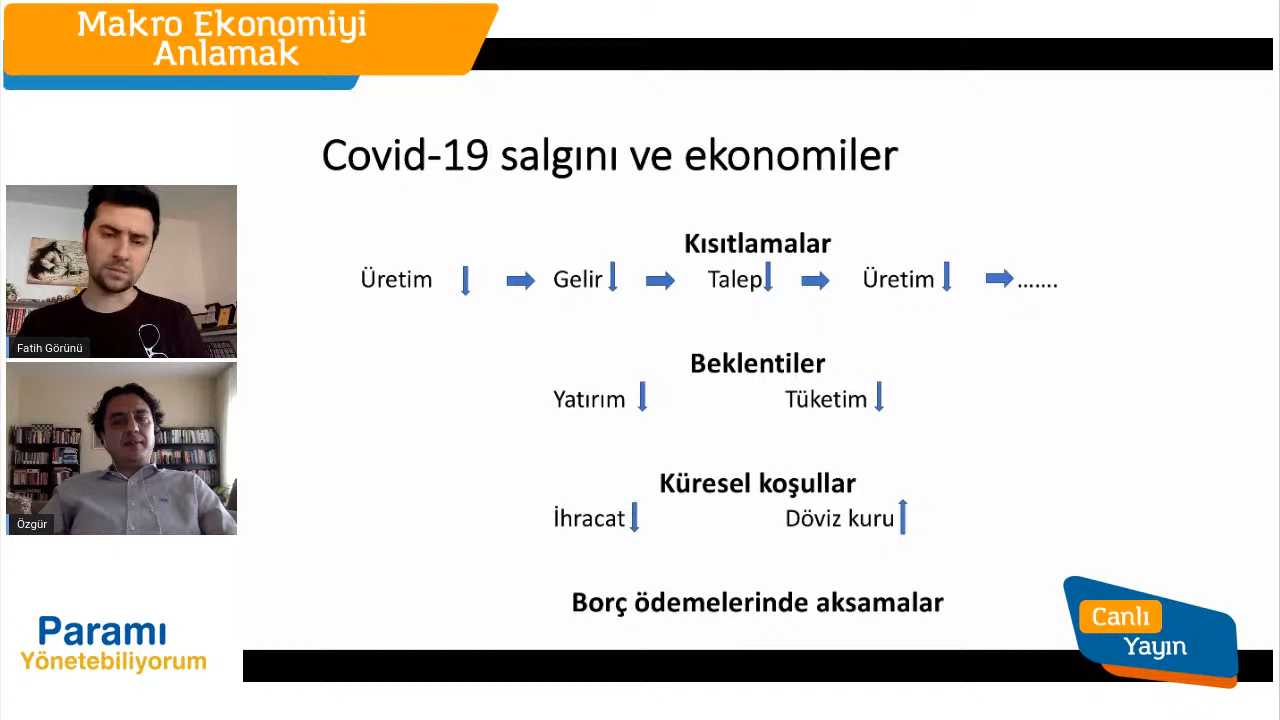 Makro Ekonomiyi
Anlamak
Covid-19 salgını ve ekonomiler
Kısıtlamalar
Üretim Gelir Talep Üretim .......
Beklentiler
Yatırım Tüketim
Küresel koşullar
İhracat Döviz kuru
Borç ödemelerinde aksamalar
Fatih Görünü
Özgür
Paramı
Yönetebiliyorum
Canlı
Yayın